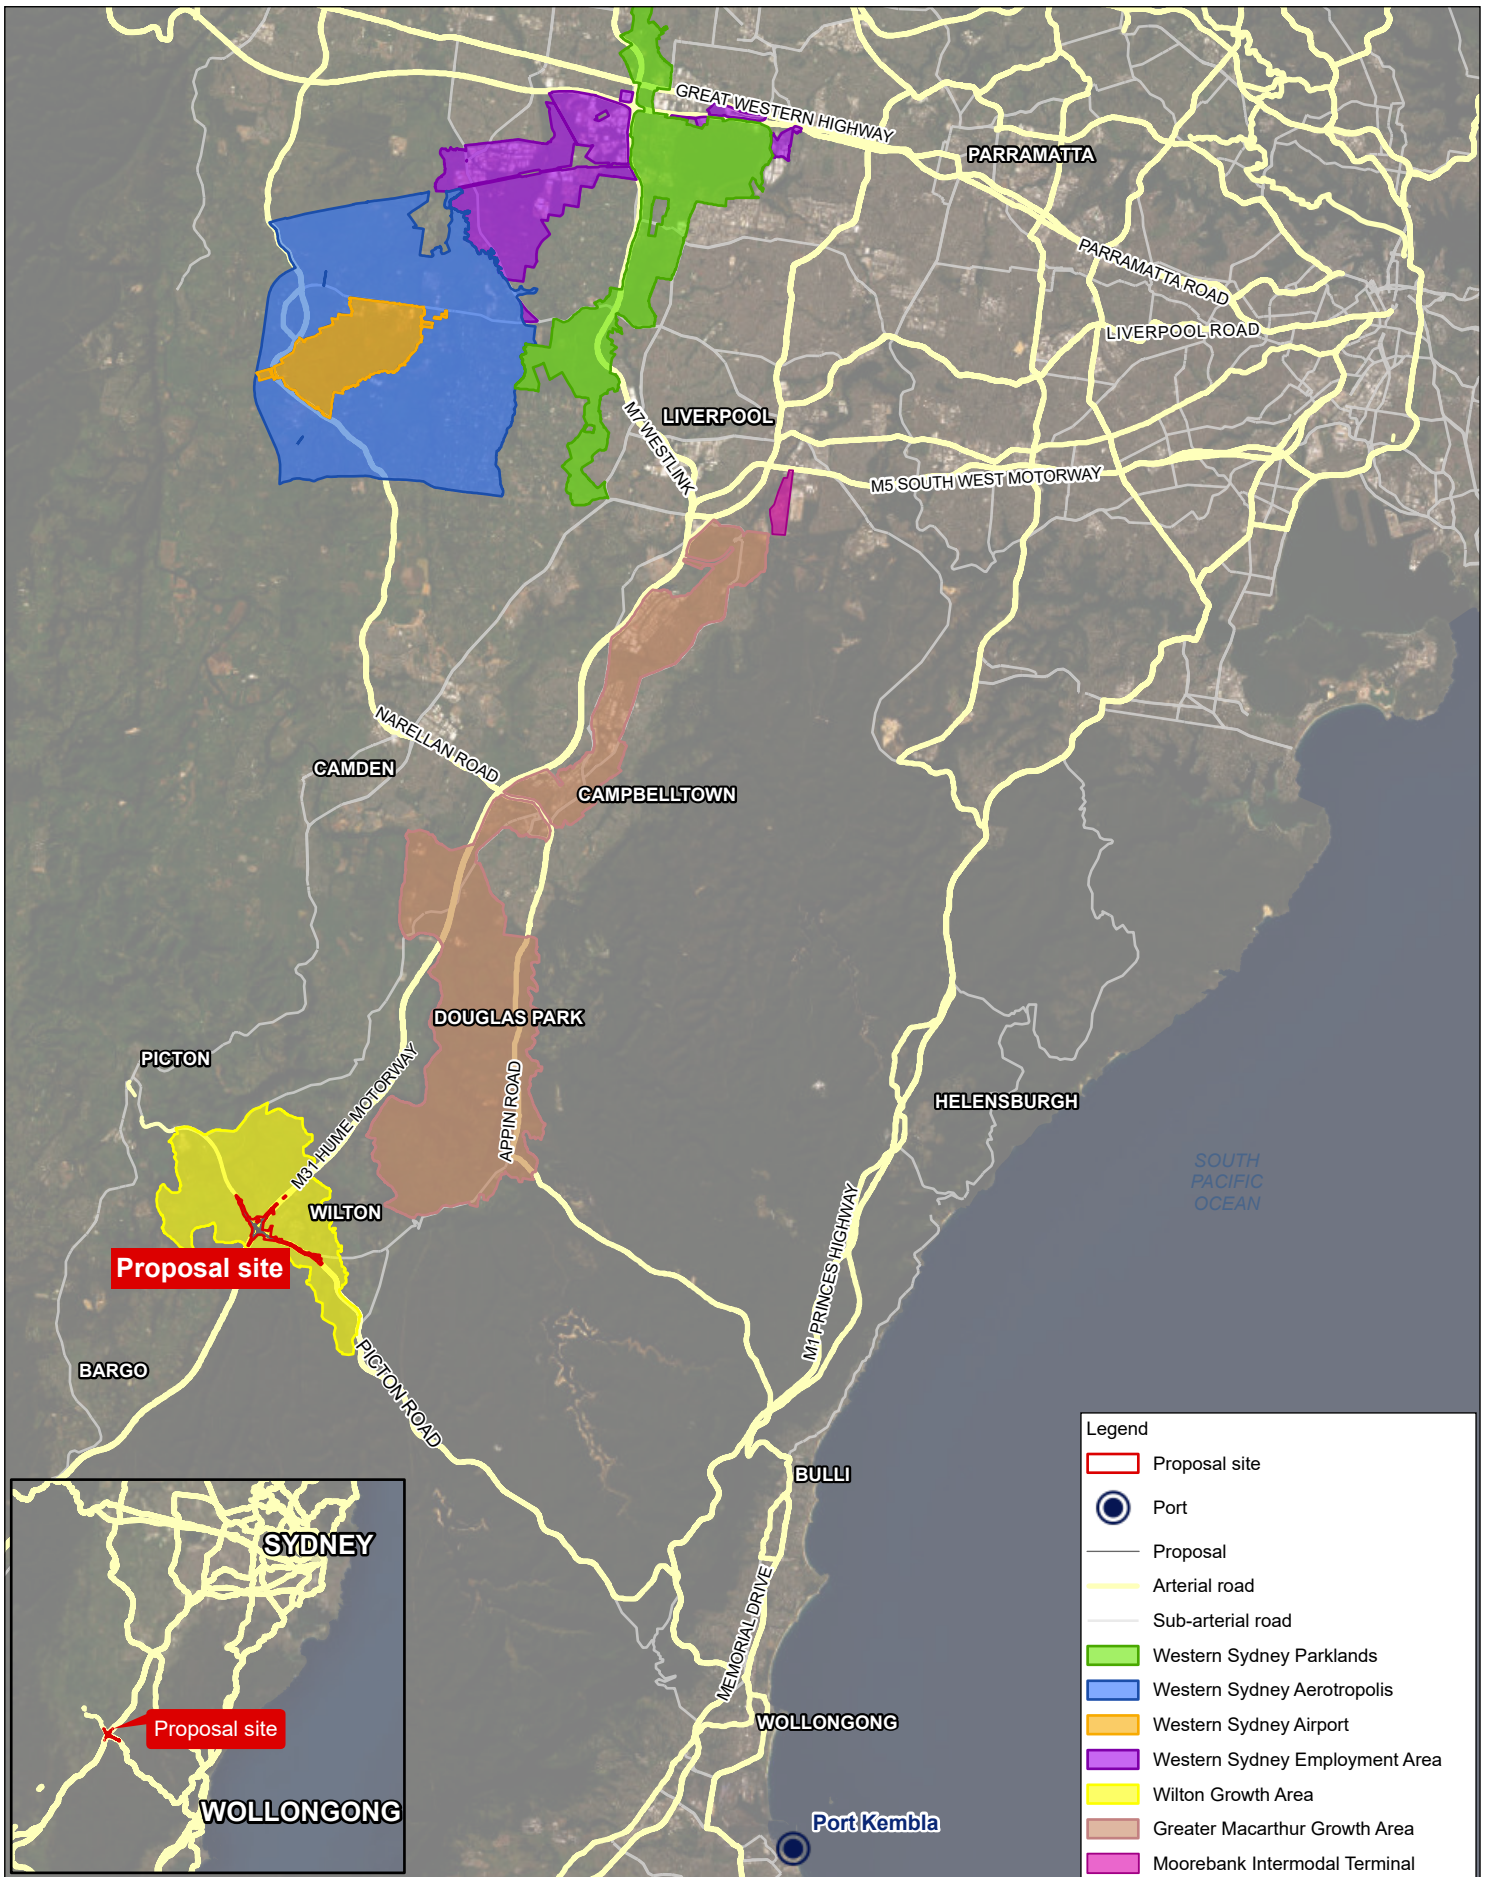 GREAT WESTERN HIGHWAY
PARRAMATTA
PARRAMATTA ROAD
LIVERPOOL ROAD
LIVERPOOL
M7 WESTLINK
M5 SOUTH WEST MOTORWAY
NARELLAN ROAD
CAMDEN
CAMPBELLTOWN
DOUGLAS PARK
PICTON
M31 HUME MOTORWAY
APPIN ROAD
HELENSBURGH
SOUTH
PACIFIC
OCEAN
WILTON
Proposal site
M1 PRINCES HIGHWAY
BARGO
PICTON ROAD
BULLI
MEMORIAL DRIVE
WOLLONGONG
Port Kembla
SYDNEY
Proposal site
WOLLONGONG
Legend
Proposal site
Port
Proposal
Arterial road
Sub-arterial road
Western Sydney Parklands
Western Sydney Aerotropolis
Western Sydney Airport
Western Sydney Employment Area
Wilton Growth Area
Greater Macarthur Growth Area
Moorebank Intermodal Terminal